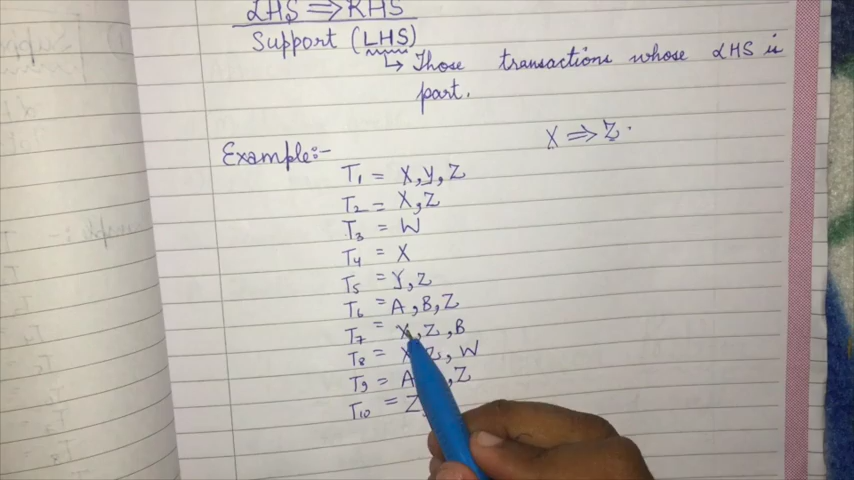 LHS ⇒ RHS
Support (LHS)
↳ Those transactions whose LHS is
part.
X ⇒ Z.
Example:-
T1 = X, Y, Z
T2 = X, Z
T3 = W
T4 = X
T5 = Y, Z
T6 = A, B, Z
T7 = X, Z, B
T8 = X, Z, W
T9 = A , Z
T10 = Z